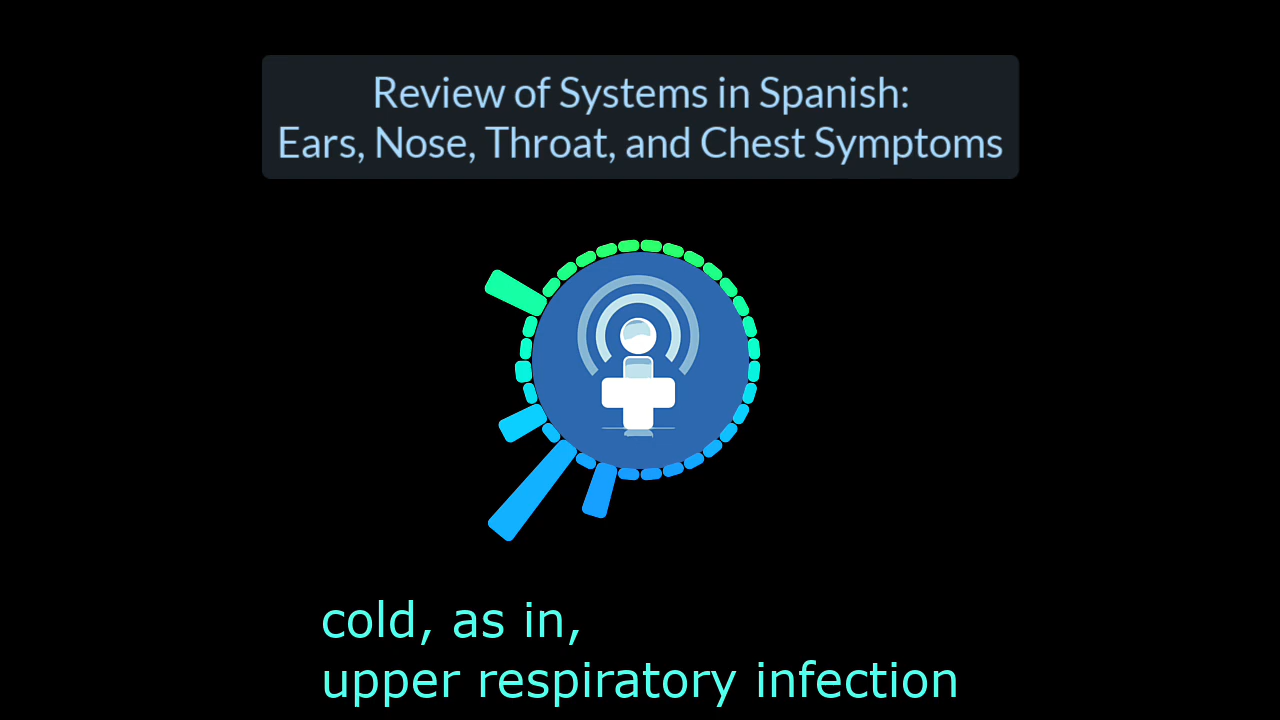 Review of Systems in Spanish:
Ears, Nose, Throat, and Chest Symptoms
cold, as in,
upper respiratory infection